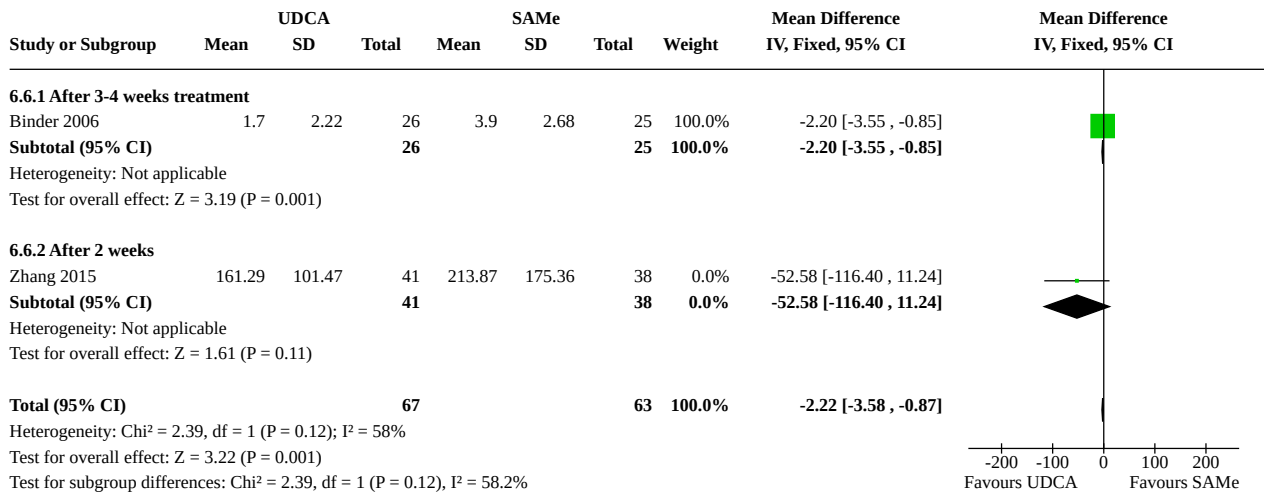 UDCA SAMe Mean Difference Mean Difference
Study or Subgroup Mean SD Total Mean SD Total Weight IV, Fixed, 95% CI IV, Fixed, 95% CI
6.6.1 After 3-4 weeks treatment
Binder 2006 1.7 2.22 26 3.9 2.68 25 100.0% -2.20 [-3.55 , -0.85]
Subtotal (95% CI) 26 25 100.0% -2.20 [-3.55 , -0.85]
Heterogeneity: Not applicable
Test for overall effect: Z = 3.19 (P = 0.001)
6.6.2 After 2 weeks
Zhang 2015 161.29 101.47 41 213.87 175.36 38 0.0% -52.58 [-116.40 , 11.24]
Subtotal (95% CI) 41 38 0.0% -52.58 [-116.40 , 11.24]
Heterogeneity: Not applicable
Test for overall effect: Z = 1.61 (P = 0.11)
Total (95% CI) 67 63 100.0% -2.22 [-3.58 , -0.87]
Heterogeneity: Chi² = 2.39, df = 1 (P = 0.12); I² = 58%
Test for overall effect: Z = 3.22 (P = 0.001)
-200 -100 0 100 200
Test for subgroup differences: Chi² = 2.39, df = 1 (P = 0.12), I² = 58.2%
Favours UDCA Favours SAMe